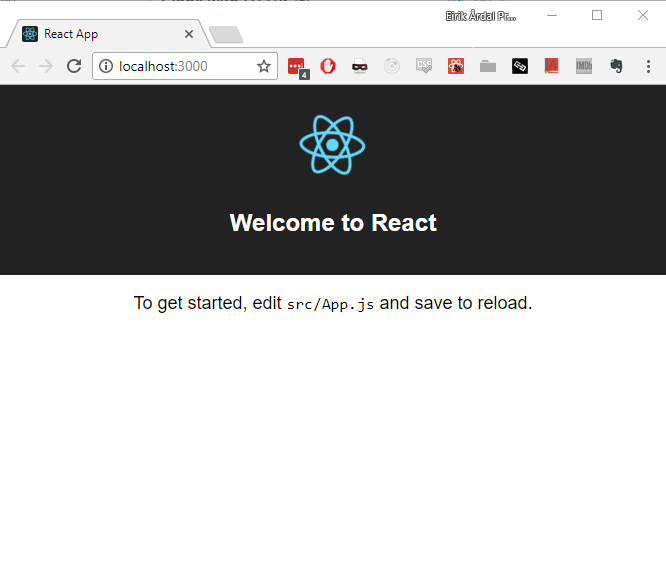 Eirik Årdal Pr...
React App
localhost:3000
4
CSS
IMDb
Welcome to React
To get started, edit src/App.js and save to reload.